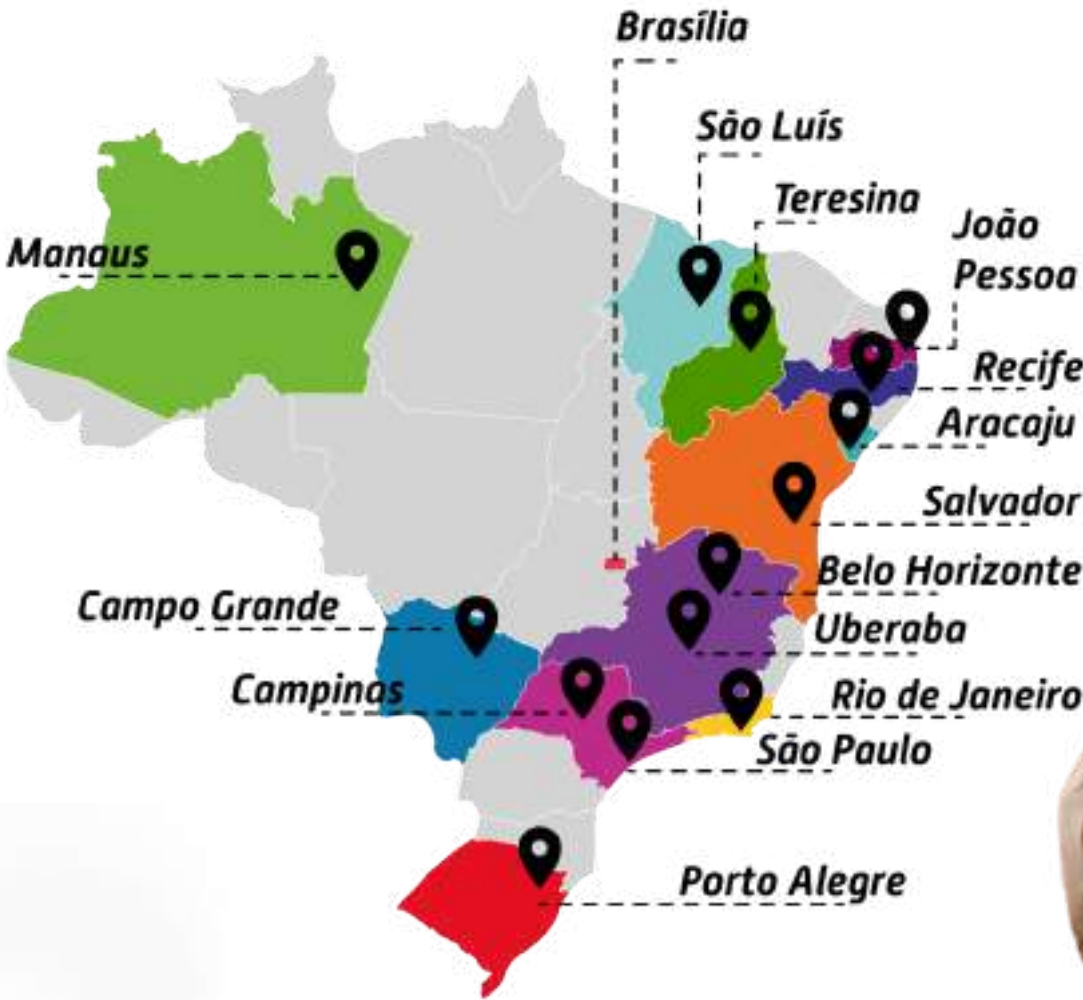 Brasília
São Luís
Teresina
João
Pessoa
Manaus
Recife
Aracaju
Salvador
Belo Horizonte
Campo Grande
Uberaba
Campinas
Rio de Janeiro
São Paulo
Porto Alegre